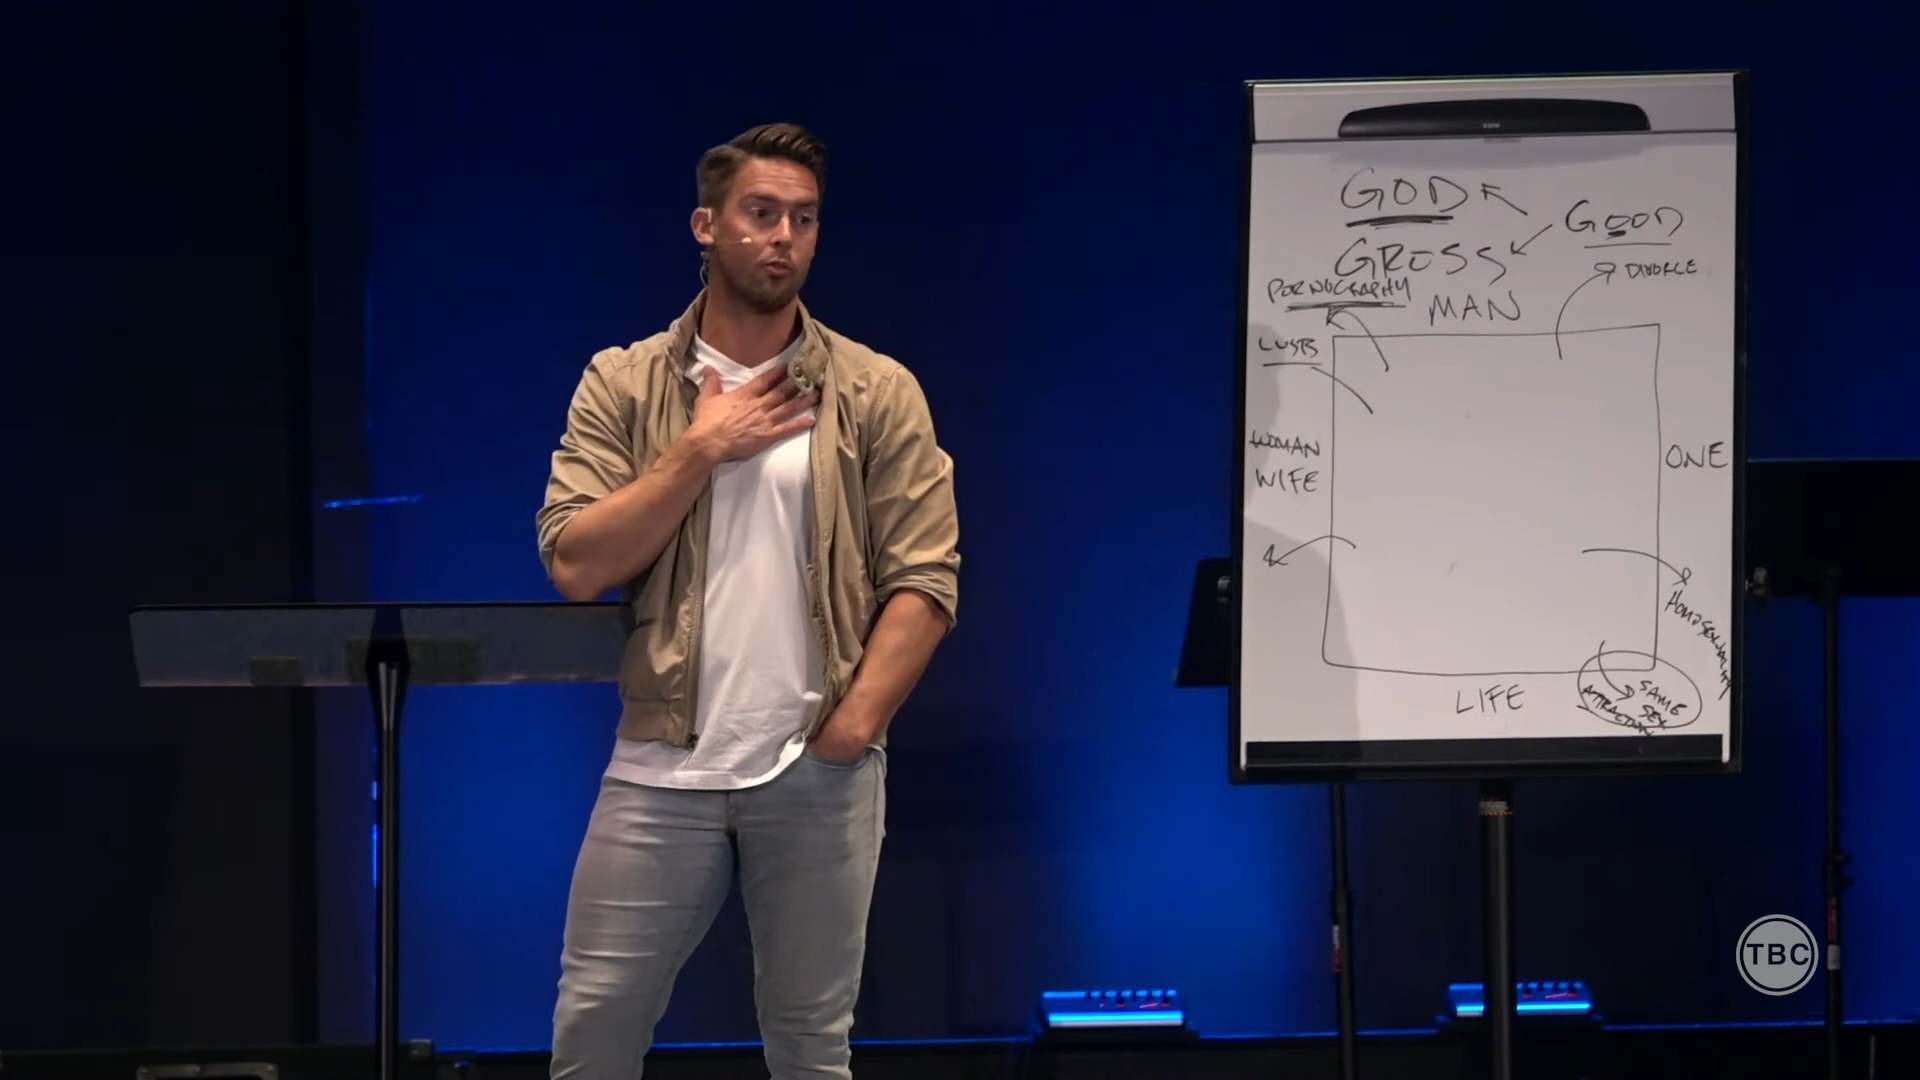 GOD
GOOD
GROSS
DIVORCE
PORNOGRAPHY
MAN
LUSTS
WOMAN
WIFE
ONE
HOMOSEXUALITY
LIFE
SAME
SEX
ATTRACTION
TBC